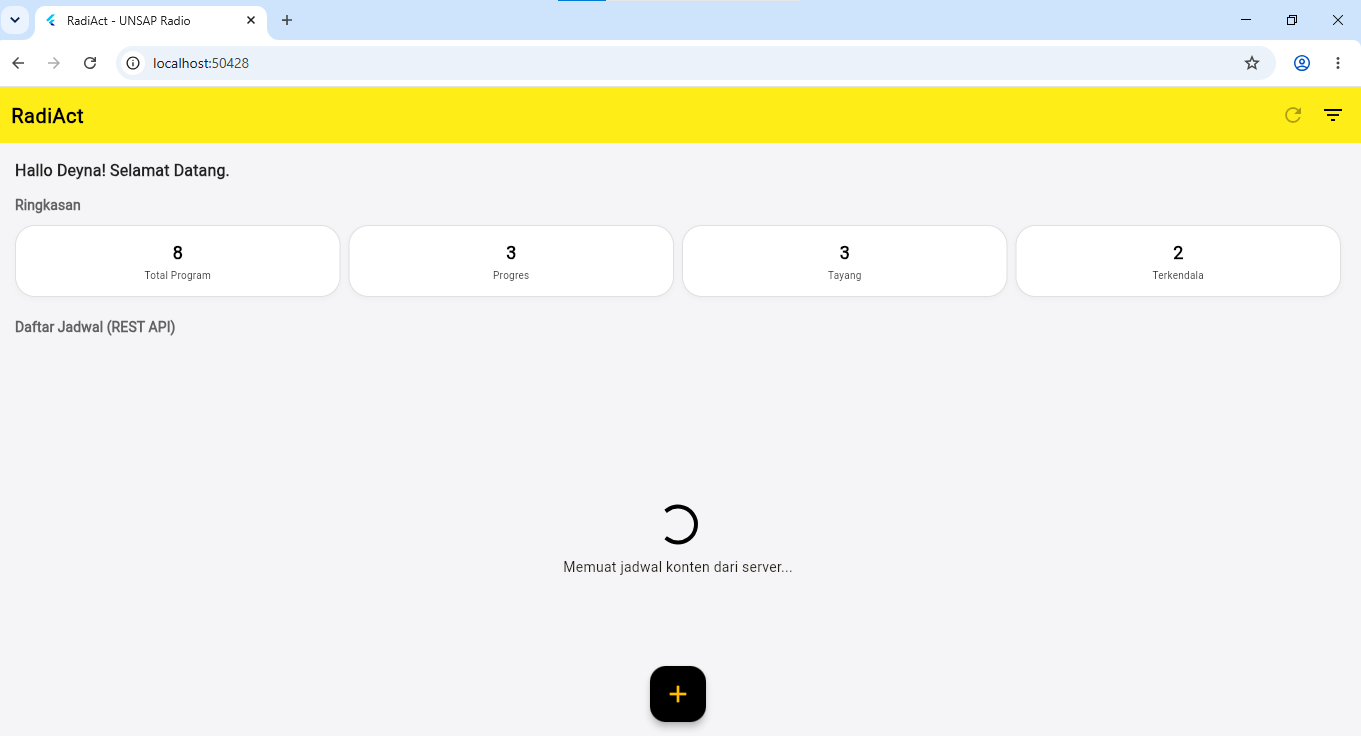 RadiAct - UNSAP Radio
localhost:50428
RadiAct
Hallo Deyna! Selamat Datang.
Ringkasan
8
Total Program
3
Progres
3
Tayang
2
Terkendala
Daftar Jadwal (REST API)
Memuat jadwal konten dari server...